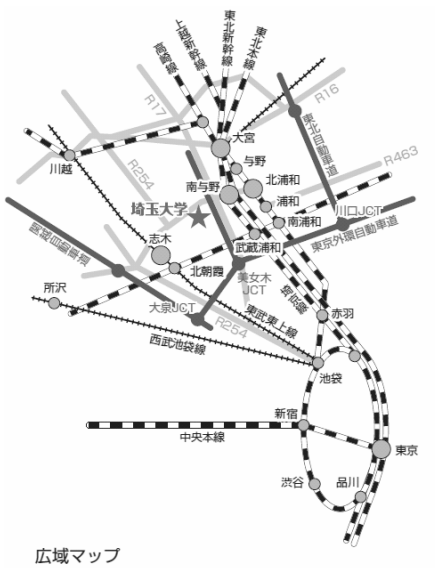 上越新幹線
東北新幹線
東北本線
高崎線
R17
R16
大宮
東北自動車道
川越
与野
R463
R254
北浦和
南与野
浦和
埼玉大学
川口JCT
南浦和
志木
武蔵浦和
東京外環自動車道
関越自動車道
北朝霞
美女木
JCT
埼京線
所沢
大泉JCT
東武東上線
赤羽
R254
西武池袋線
池袋
新宿
中央本線
東京
渋谷
品川
広域マップ